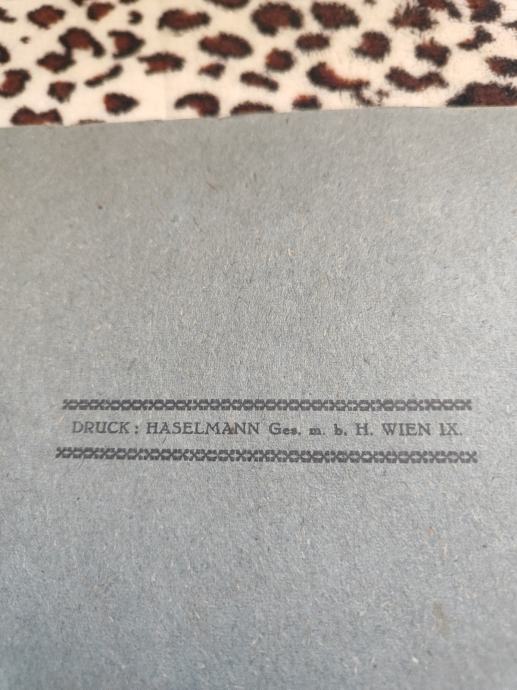 DRUCK: HASELMANN Ges. m. b. H. WIEN IX.